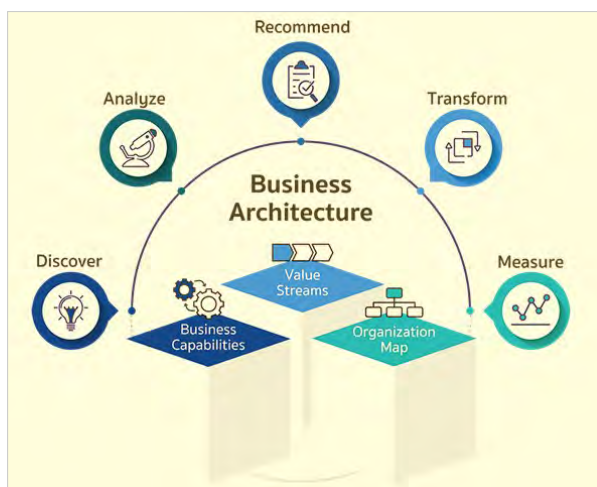 Recommend
Analyze
Transform
Business
Architecture
Discover
Measure
Value
Streams
Business
Capabilities
Organization
Map